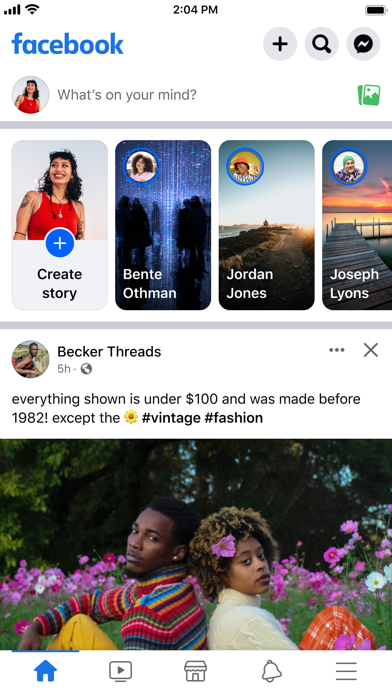 2:04 PM
facebook
What's on your mind?
Create
story
Bente
Othman
Jordan
Jones
Joseph
Lyons
Becker Threads
5h ·
everything shown is under $100 and was made before
1982! except the 🌼 #vintage #fashion